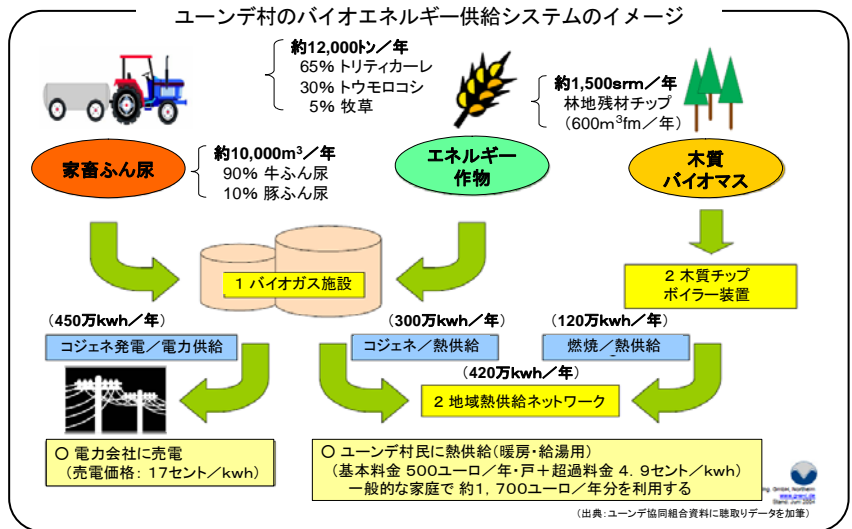 ユーンデ村のバイオエネルギー供給システムのイメージ
約12,000トン／年
65% トリティカーレ
30% トウモロコシ
5% 牧草
約1,500srm／年
林地残材チップ
(600m³fm／年)
家畜ふん尿
約10,000m³／年
90% 牛ふん尿
10% 豚ふん尿
エネルギー
作物
木質
バイオマス
1 バイオガス施設
2 木質チップ
ボイラー装置
(450万kwh／年)
(300万kwh／年)
(120万kwh／年)
コジェネ発電／電力供給
コジェネ／熱供給
燃焼／熱供給
(420万kwh／年)
2 地域熱供給ネットワーク
○ 電力会社に売電
(売電価格： 17セント／kwh)
○ ユーンデ村民に熱供給(暖房・給湯用)
(基本料金 500ユーロ／年・戸＋超過料金 4．9セント／kwh)
一般的な家庭で 約1，700ユーロ／年分を利用する
ing. GmbH, Northeim
Stand: Juni 2004
(出典：ユーンデ協同組合資料に聴取りデータを加筆)